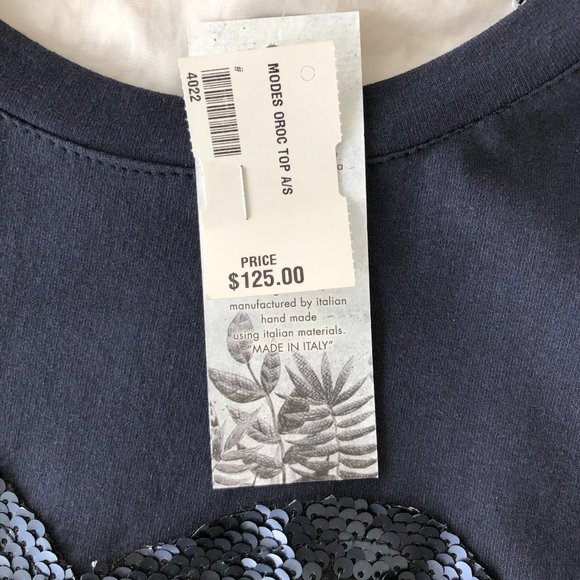 MODES OROC TOP A/S
#
4022
PRICE
$125.00
manufactured by italian
hand made
using italian materials.
"MADE IN ITALY"